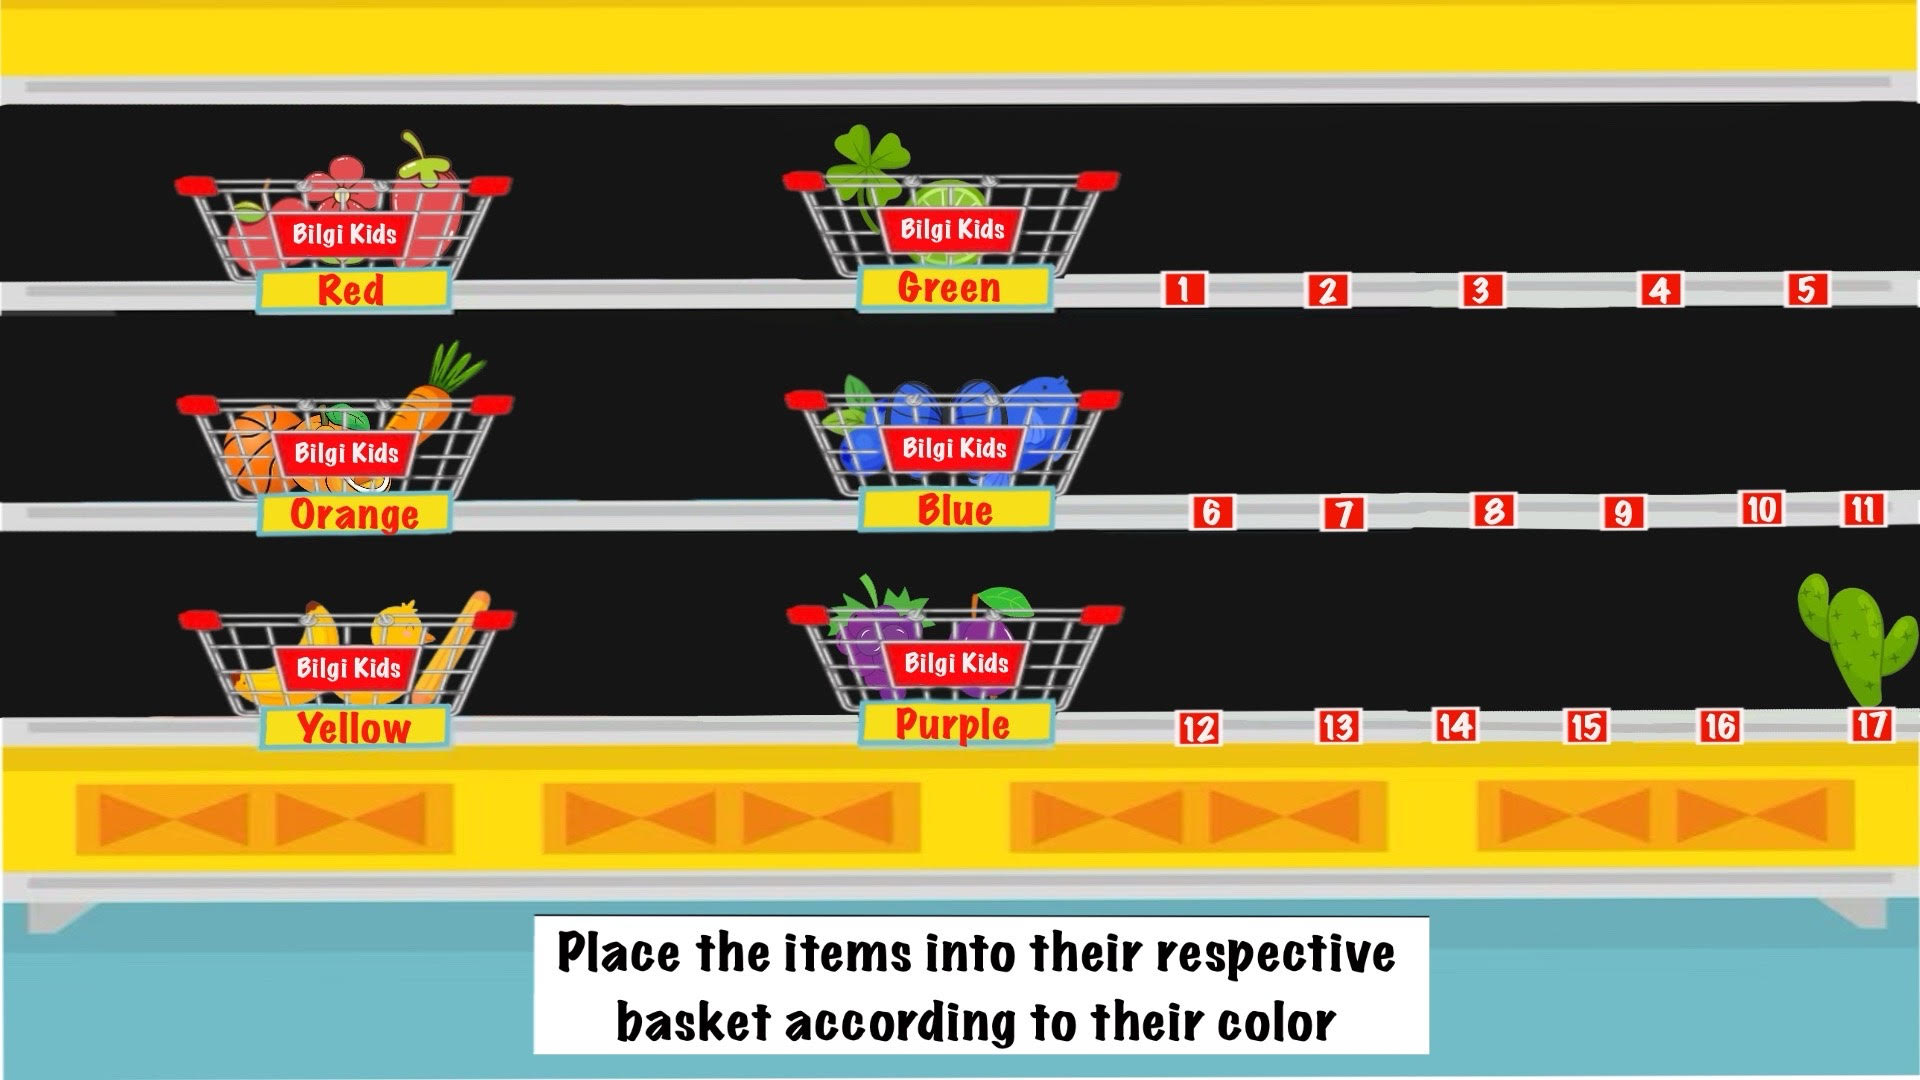 Bilgi Kids
Red
Bilgi Kids
Green
1 2 3 4 5
Bilgi Kids
Orange
Bilgi Kids
Blue
6 7 8 9 10 11
Bilgi Kids
Yellow
Bilgi Kids
Purple
12 13 14 15 16 17
Place the items into their respective
basket according to their color